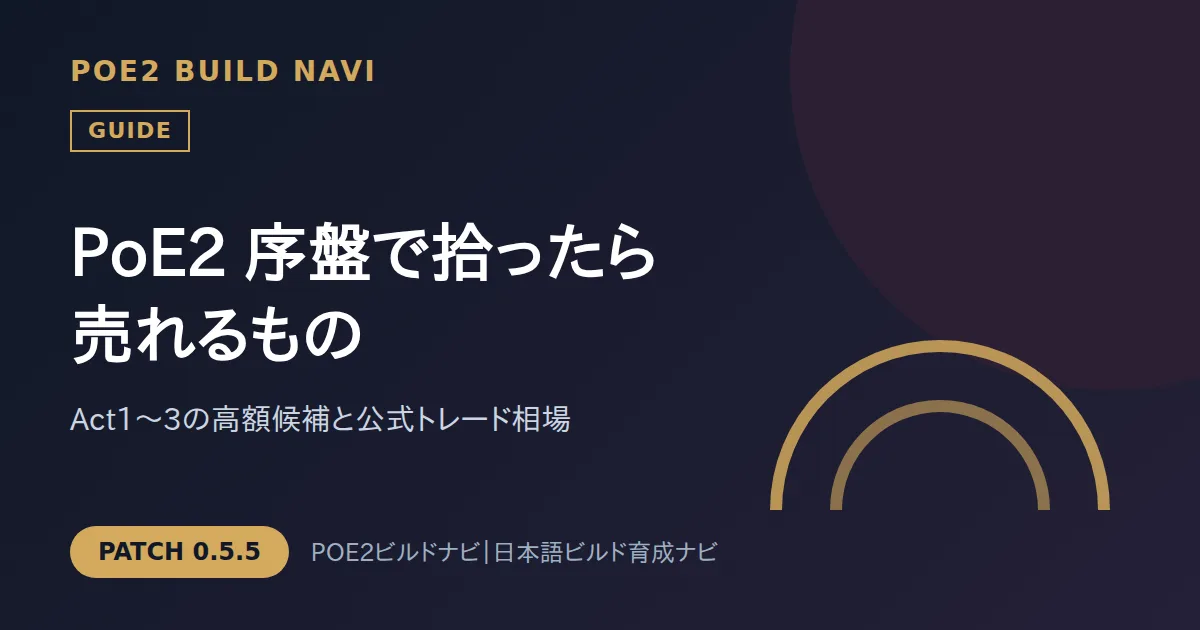 POE2 BUILD NAVI
GUIDE
PoE2 序盤で拾ったら
売れるもの
Act1〜3の高額候補と公式トレード相場
PATCH 0.5.5
POE2ビルドナビ|日本語ビルド育成ナビ